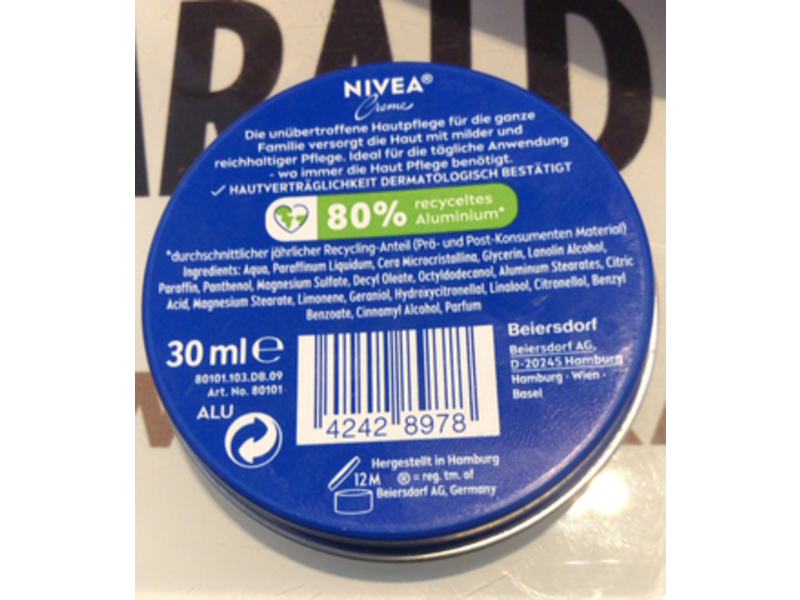 ARALD
NIVEA®
Creme
Die unübertroffene Hautpflege für die ganze
Familie versorgt die Haut mit milder und
reichhaltiger Pflege. Ideal für die tägliche Anwendung
- wo immer die Haut Pflege benötigt.
✓ HAUTVERTRÄGLICHKEIT DERMATOLOGISCH BESTÄTIGT
80% recyceltes
Aluminium*
*durchschnittlicher jährlicher Recycling-Anteil (Prä- und Post-Konsumenten Material)
Ingredients: Aqua, Paraffinum Liquidum, Cera Microcristallina, Glycerin, Lanolin Alcohol,
Paraffin, Panthenol, Magnesium Sulfate, Decyl Oleate, Octyldodecanol, Aluminum Stearates, Citric
Acid, Magnesium Stearate, Limonene, Geraniol, Hydroxycitronellal, Linalool, Citronellol, Benzyl
Benzoate, Cinnamyl Alcohol, Parfum
30 ml ℮
80101.103.DB.09
Art. No. 80101
ALU
4242 8978
Beiersdorf
Beiersdorf AG,
D-20245 Hamburg
Hamburg · Wien ·
Basel
12 M
Hergestellt in Hamburg
® = reg. tm. of
Beiersdorf AG, Germany